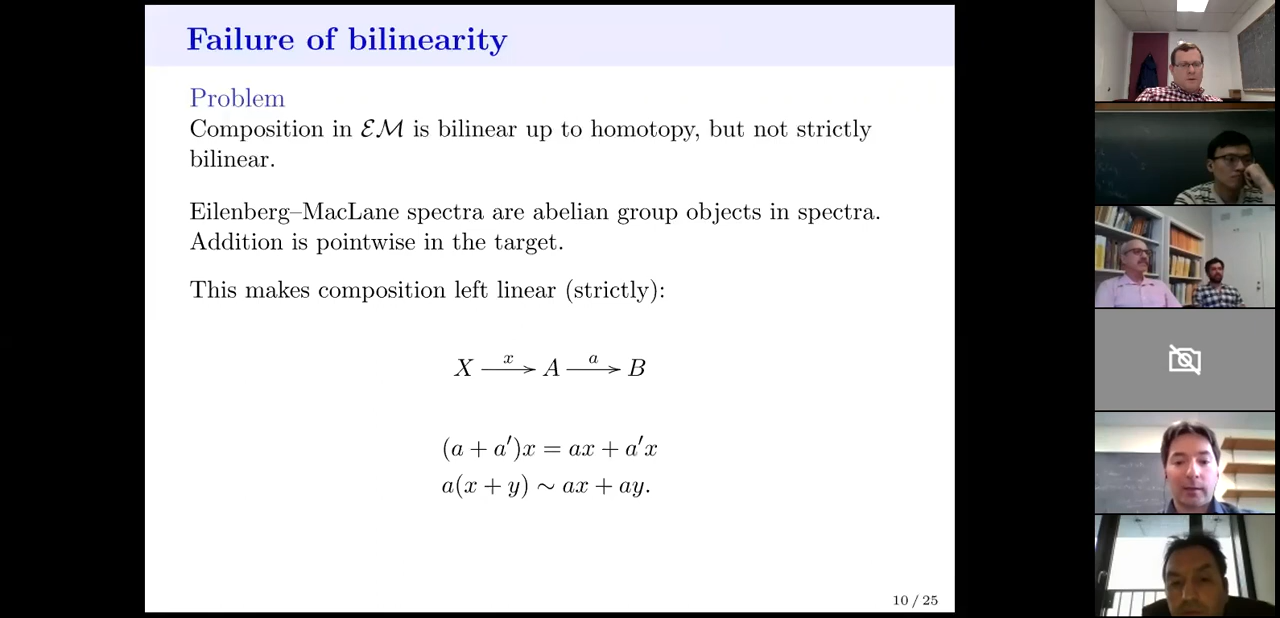 Failure of bilinearity
Problem
Composition in ℰℳ is bilinear up to homotopy, but not strictly
bilinear.
Eilenberg–MacLane spectra are abelian group objects in spectra.
Addition is pointwise in the target.
This makes composition left linear (strictly):
X —x→ A —a→ B
(a + a′)x = ax + a′x
a(x + y) ∼ ax + ay.
10 / 25